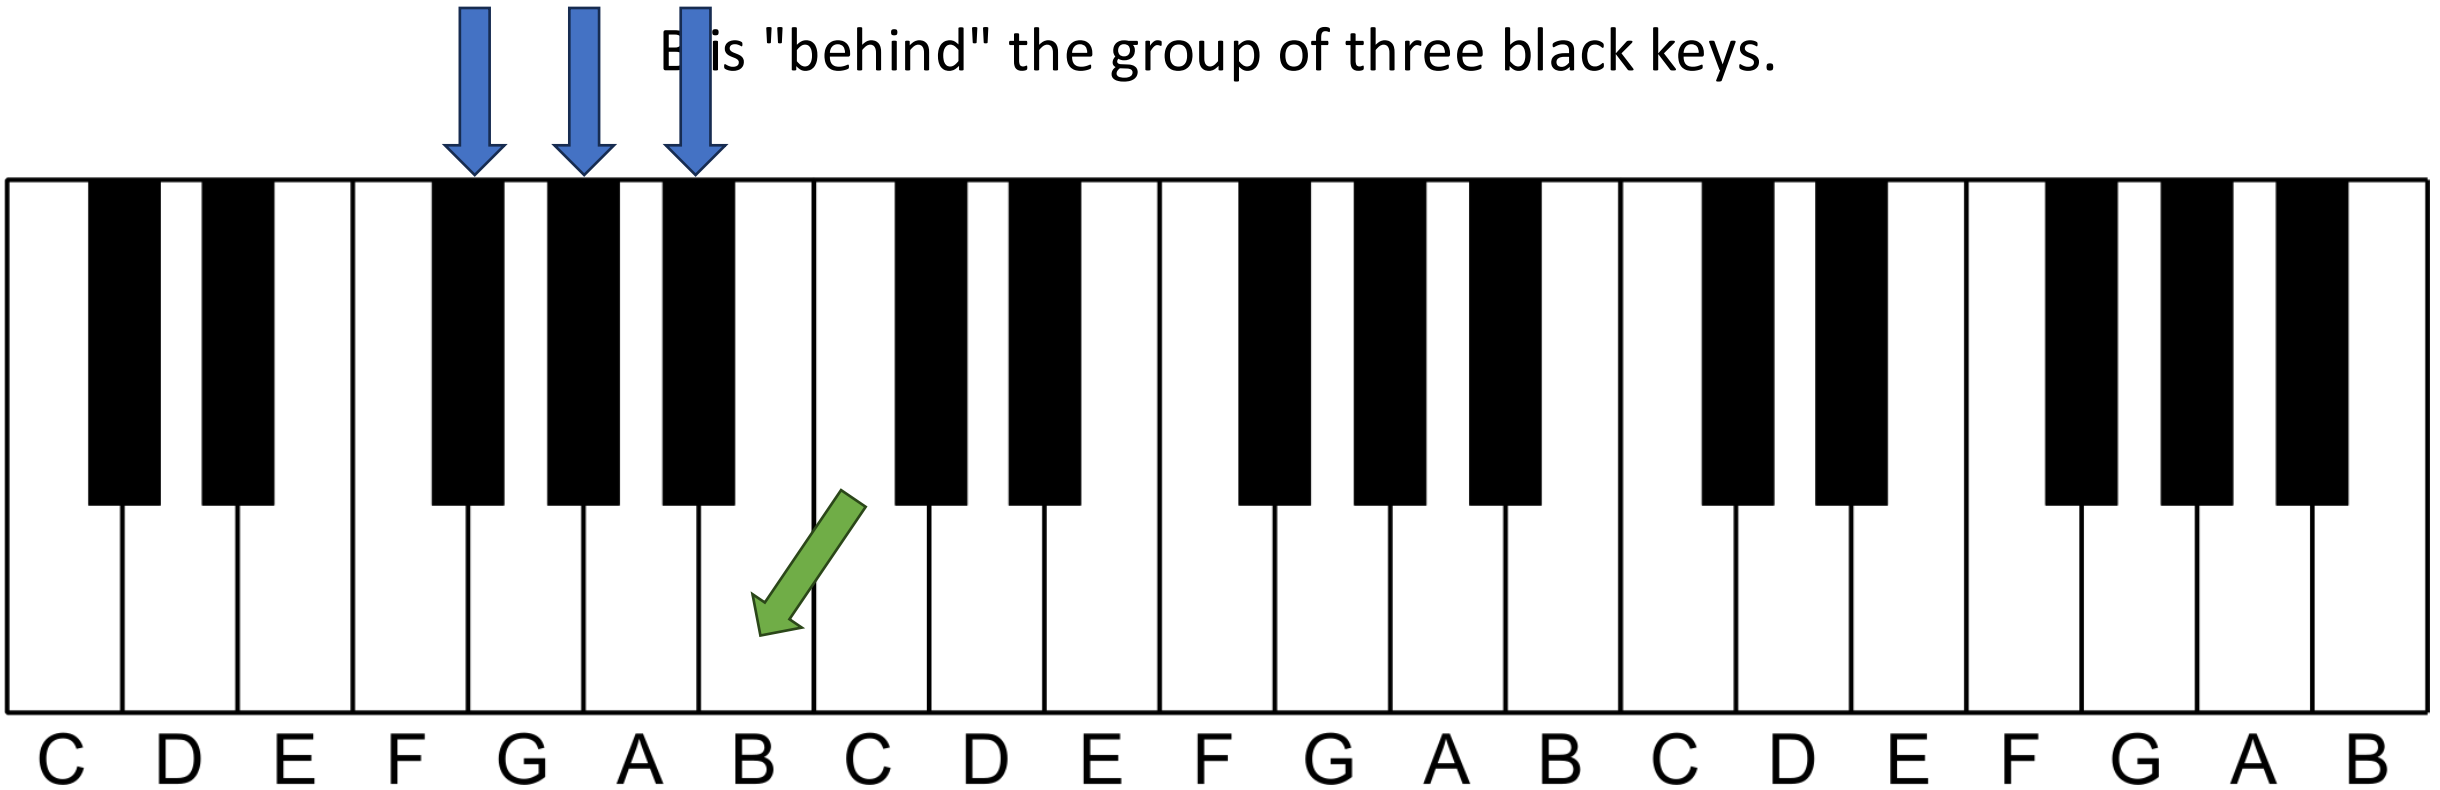 B is "behind" the group of three black keys.
C D E F G A B C D E F G A B C D E F G A B